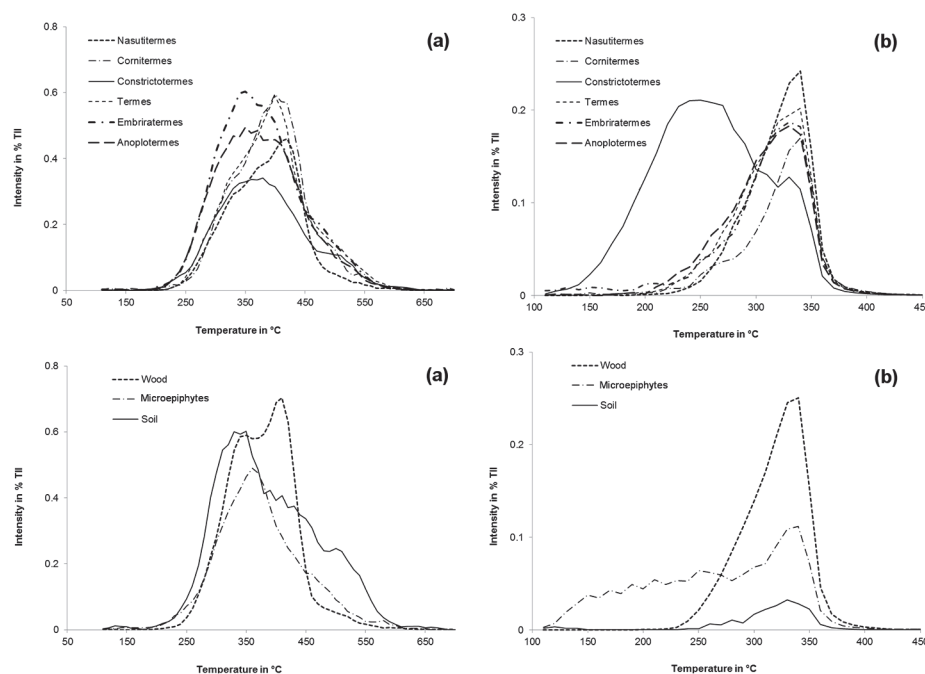 0.8
0.6
0.4
0.2
0
Intensity in % TII
Nasutitermes
Cornitermes
Constrictotermes
Termes
Embriratermes
Anoplotermes
(a)
50 150 250 350 450 550 650
Temperature in °C
0.3
0.2
0.1
0
Intensity in % TII
Nasutitermes
Cornitermes
Constrictotermes
Termes
Embriratermes
Anoplotermes
(b)
100 150 200 250 300 350 400 450
Temperature in °C
0.8
0.6
0.4
0.2
0
Intensity in % TII
Wood
Microepiphytes
Soil
(a)
50 150 250 350 450 550 650
Temperature in °C
0.3
0.2
0.1
0
Intensity in % TII
Wood
Microepiphytes
Soil
(b)
100 150 200 250 300 350 400 450
Temperature in °C